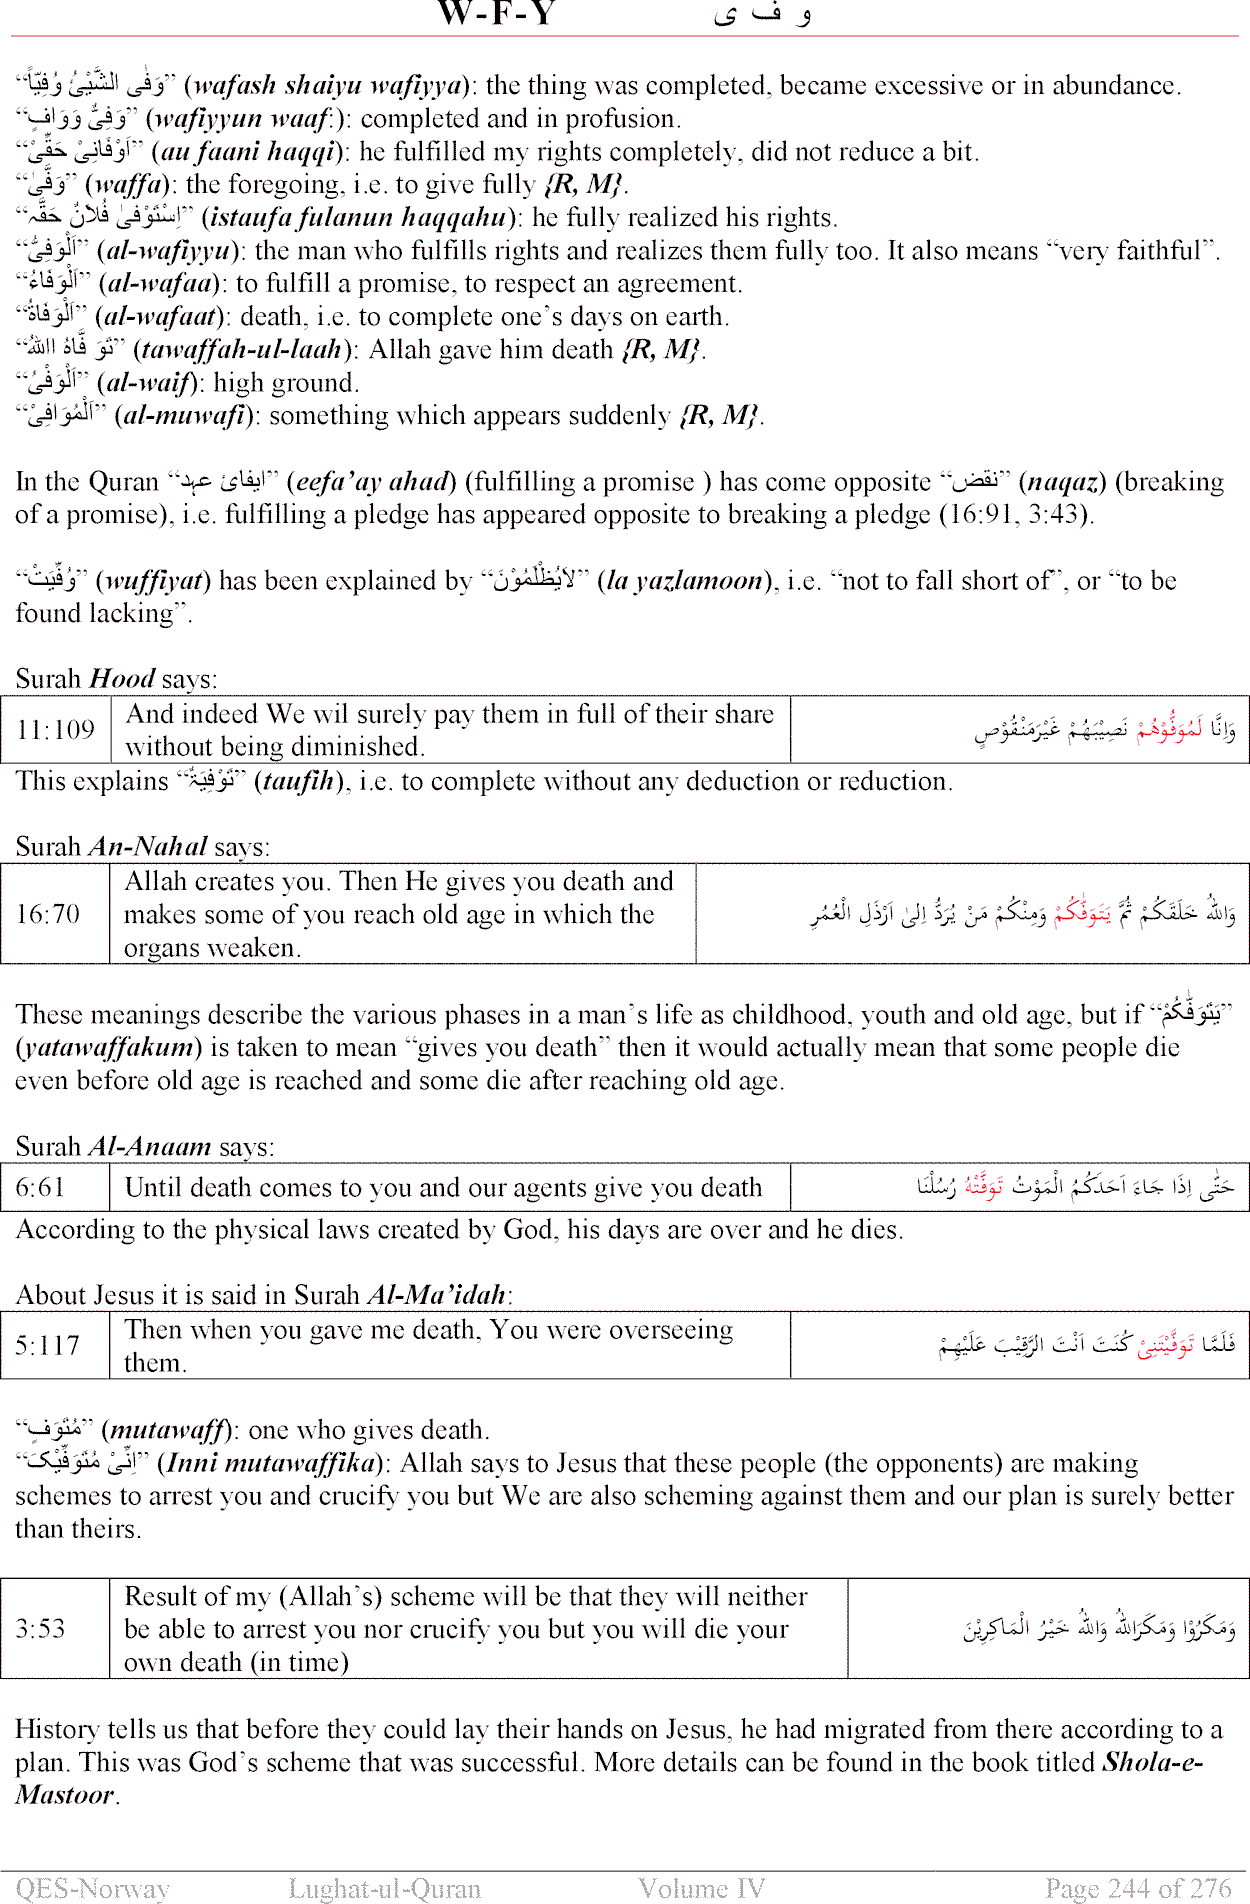 W-F-Y و ف ی
“وَفٰی الشَّیْئُ وُفِیّاً” (wafash shaiyu wafiyya): the thing was completed, became excessive or in abundance.
“وَفِیٌّ وَوَافٍ” (wafiyyun waaf:): completed and in profusion.
“اَوْفَانِیْ حَقِّیْ” (au faani haqqi): he fulfilled my rights completely, did not reduce a bit.
“وَفّٰی” (waffa): the foregoing, i.e. to give fully {R, M}.
“اِسْتَوْفیٰ فُلَانٌ حَقَّہ” (istaufa fulanun haqqahu): he fully realized his rights.
“اَلْوَفِیُّ” (al-wafiyyu): the man who fulfills rights and realizes them fully too. It also means “very faithful”.
“اَلْوَفَاءُ” (al-wafaa): to fulfill a promise, to respect an agreement.
“اَلْوَفَاۃُ” (al-wafaat): death, i.e. to complete one’s days on earth.
“تَوَ فَّاہُ اﷲُ” (tawaffah-ul-laah): Allah gave him death {R, M}.
“اَلْوَفْیُ” (al-waif): high ground.
“اَلْمُوَافِیْ” (al-muwafi): something which appears suddenly {R, M}.
In the Quran “ایفائ عہد” (eefa’ay ahad) (fulfilling a promise ) has come opposite “نقض” (naqaz) (breaking
of a promise), i.e. fulfilling a pledge has appeared opposite to breaking a pledge (16:91, 3:43).
“وُفِّیَتْ” (wuffiyat) has been explained by “لاَیُظْلَمُوْنَ” (la yazlamoon), i.e. “not to fall short of”, or “to be
found lacking”.
Surah Hood says:
11:109 And indeed We wil surely pay them in full of their share
without being diminished. وَاِنَّا لَمُوَفُّوْھُمْ نَصِیْبَہُمْ غَیْرَمَنْقُوْصٍ
This explains “تَوْفِیَۃٌ” (taufih), i.e. to complete without any deduction or reduction.
Surah An-Nahal says:
16:70 Allah creates you. Then He gives you death and
makes some of you reach old age in which the
organs weaken. وَاللہُ خَلَقَکُمْ ثُمَّ یَتَوَفّٰکُمْ وَمِنْکُمْ مَنْ یُرَدُّ اِلیٰ اَرْذَلِ الْعُمُرِ
These meanings describe the various phases in a man’s life as childhood, youth and old age, but if “یَتَوَفّٰکُمْ”
(yatawaffakum) is taken to mean “gives you death” then it would actually mean that some people die
even before old age is reached and some die after reaching old age.
Surah Al-Anaam says:
6:61 Until death comes to you and our agents give you death حَتّٰی اِذَا جَاءَ اَحَدَکُمُ الْمَوْتُ تَوَفَّتْہُ رُسُلُنَا
According to the physical laws created by God, his days are over and he dies.
About Jesus it is said in Surah Al-Ma’idah:
5:117 Then when you gave me death, You were overseeing
them. فَلَمَّا تَوَفَّیْتَنِیْ کُنَتَ اَنْتَ الرَّقِیْبَ عَلَیْہِمْ
“مُتَوَفٍ” (mutawaff): one who gives death.
“اِنِّیْ مُتَوَفِّیْکَ” (Inni mutawaffika): Allah says to Jesus that these people (the opponents) are making
schemes to arrest you and crucify you but We are also scheming against them and our plan is surely better
than theirs.
3:53 Result of my (Allah’s) scheme will be that they will neither
be able to arrest you nor crucify you but you will die your
own death (in time) وَمَکَرُوْا وَمَکَرَاللہُ وَاللہُ خَیْرُ الْمَاکِرِیْنَ
History tells us that before they could lay their hands on Jesus, he had migrated from there according to a
plan. This was God’s scheme that was successful. More details can be found in the book titled Shola-e-
Mastoor.
QES-Norway Lughat-ul-Quran Volume IV Page 244 of 276